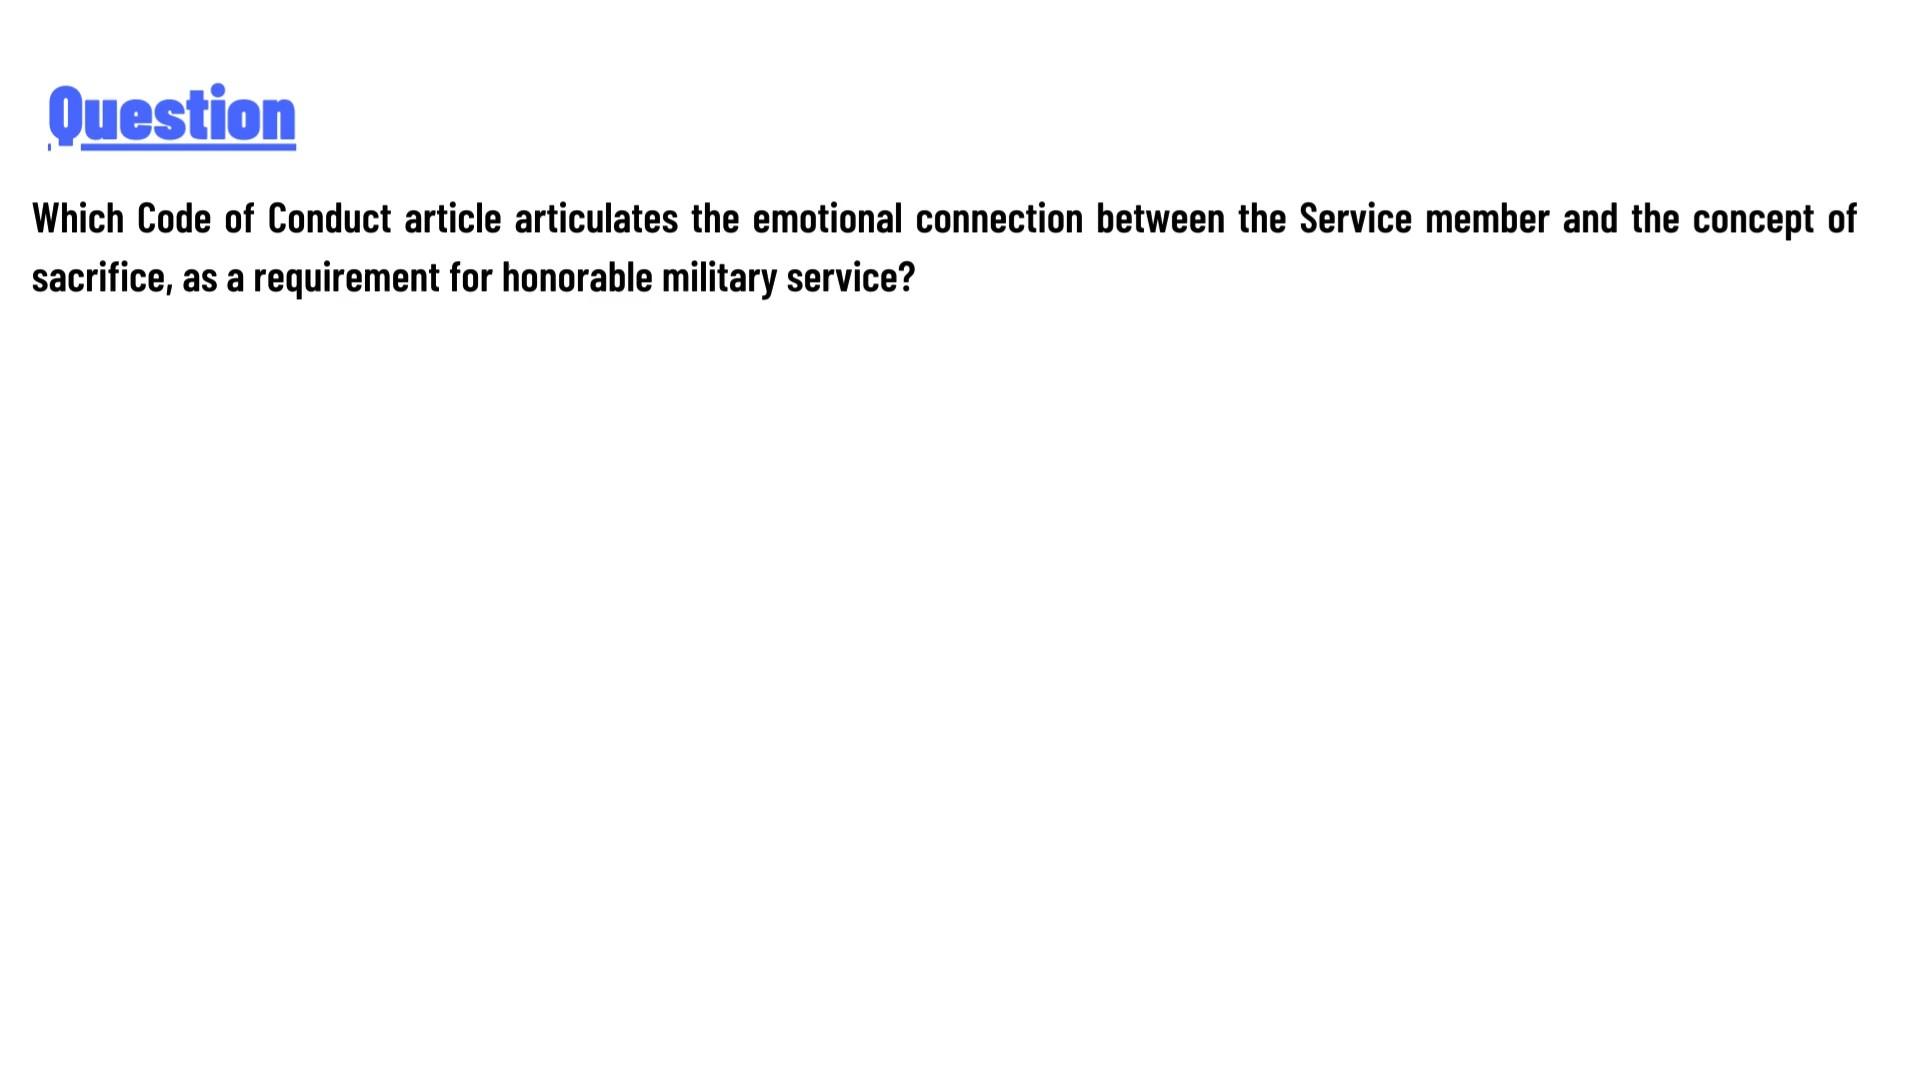 Question
Which Code of Conduct article articulates the emotional connection between the Service member and the concept of
sacrifice, as a requirement for honorable military service?